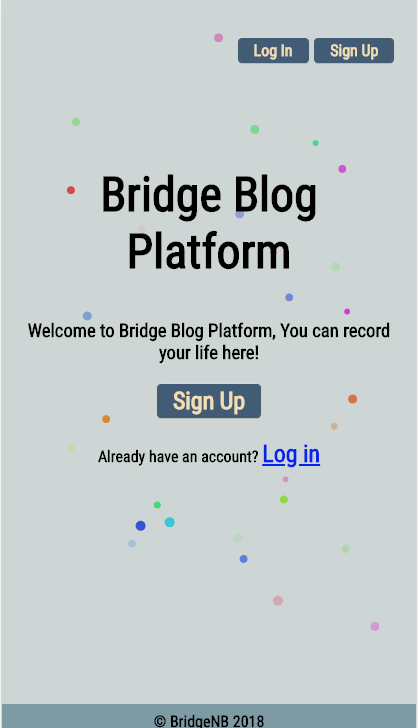 Log In Sign Up
Bridge Blog
Platform
Welcome to Bridge Blog Platform, You can record
your life here!
Sign Up
Already have an account? Log in
© BridgeNB 2018